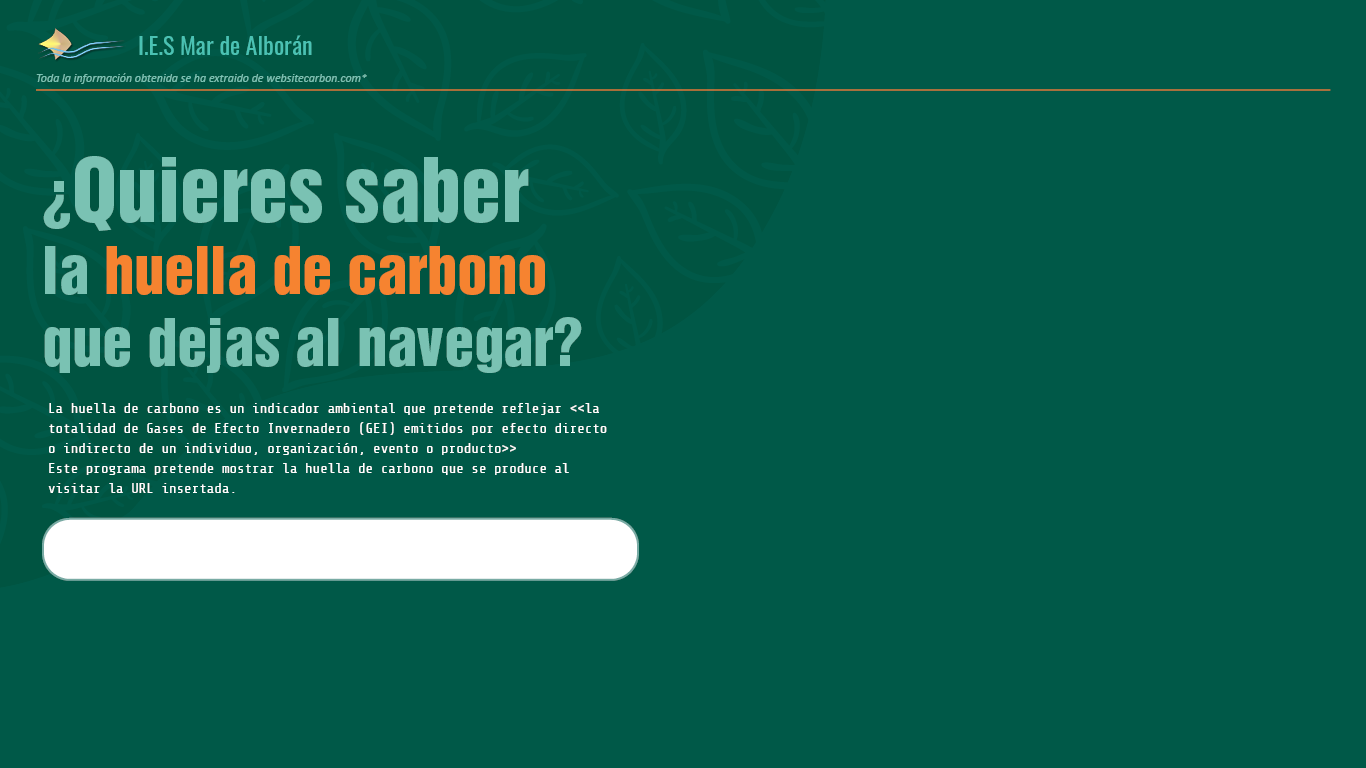 I.E.S Mar de Alborán
Toda la información obtenida se ha extraido de websitecarbon.com*
¿Quieres saber
la huella de carbono
que dejas al navegar?
La huella de carbono es un indicador ambiental que pretende reflejar <<la
totalidad de Gases de Efecto Invernadero (GEI) emitidos por efecto directo
o indirecto de un individuo, organización, evento o producto>>
Este programa pretende mostrar la huella de carbono que se produce al
visitar la URL insertada.